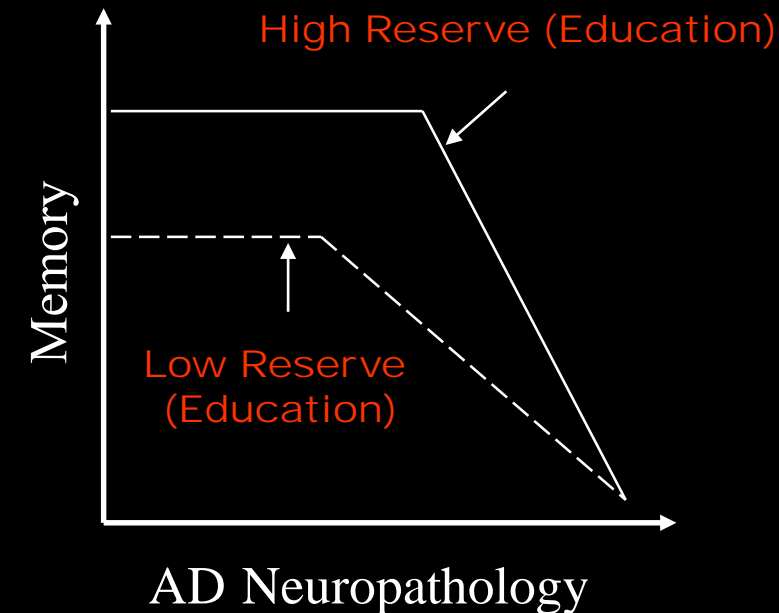 High Reserve (Education)
Memory
Low Reserve
(Education)
AD Neuropathology